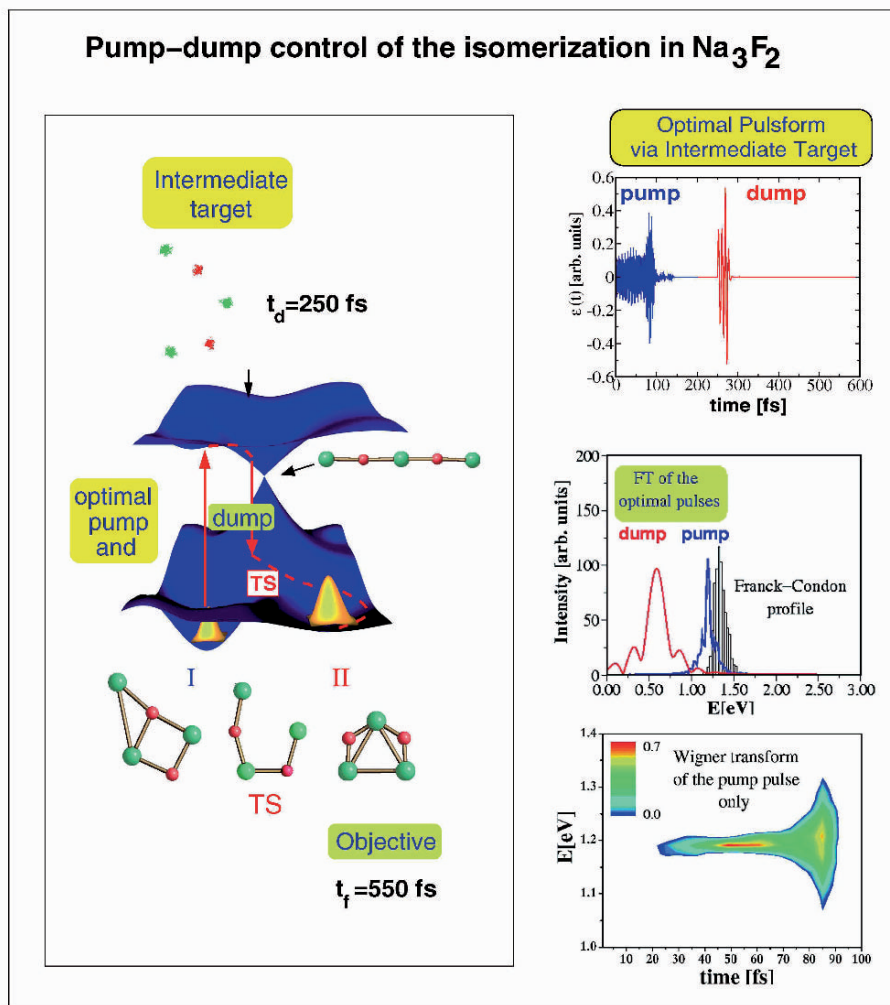 Pump–dump control of the isomerization in Na3F2
Intermediate
target
td=250 fs
optimal
pump
and
dump
TS
I
II
TS
Objective
tf=550 fs
Optimal Pulsform
via Intermediate Target
pump
dump
ε(t) [arb. units]
0.6
0.4
0.2
0
-0.2
-0.4
-0.6
0 100 200 300 400 500 600
time [fs]
FT of the
optimal pulses
dump
pump
Franck–Condon
profile
Intensity [arb. units]
200
150
100
50
0
0.00 0.50 1.00 1.50 2.00 2.50 3.00
E[eV]
0.7
0.0
Wigner transform
of the pump pulse
only
E[eV]
1.4
1.3
1.2
1.1
1.0
10 20 30 40 50 60 70 80 90 100
time [fs]